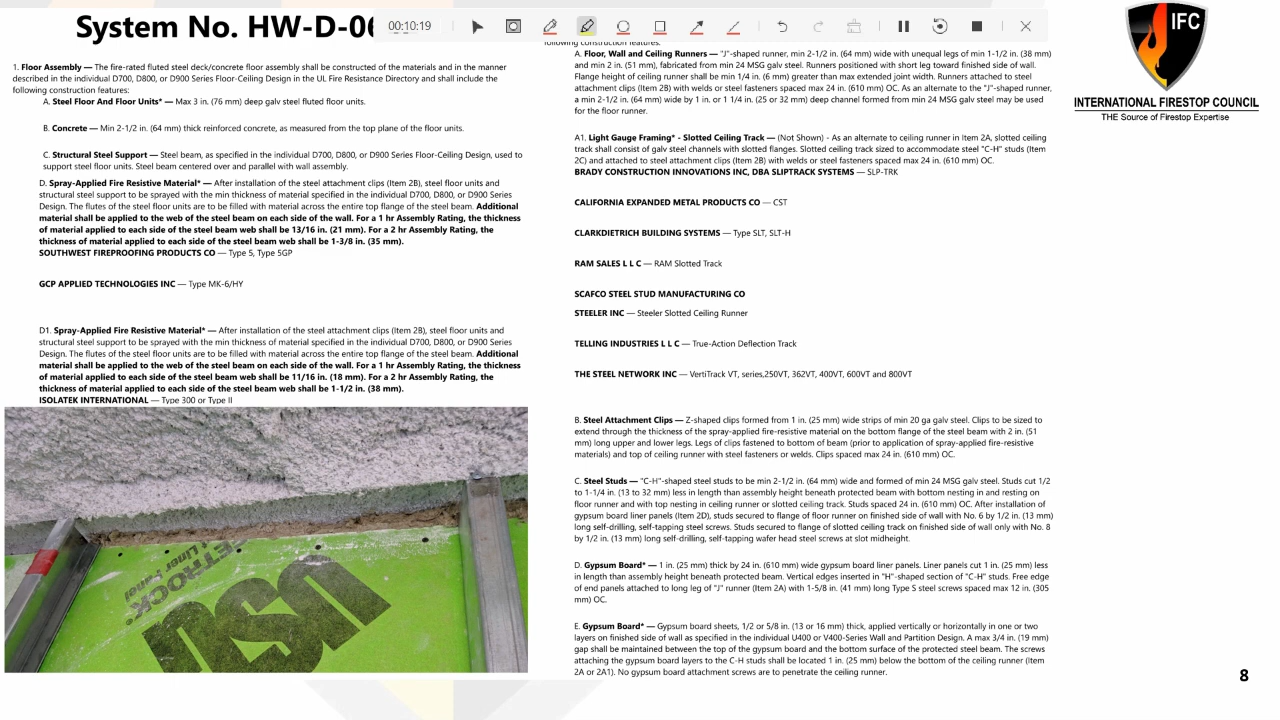 System No. HW-D-06
00:10:19
1. Floor Assembly — The fire-rated fluted steel deck/concrete floor assembly shall be constructed of the materials and in the manner
described in the individual D700, D800, or D900 Series Floor-Ceiling Design in the UL Fire Resistance Directory and shall include the
following construction features:
A. Steel Floor And Floor Units* — Max 3 in. (76 mm) deep galv steel fluted floor units.
B. Concrete — Min 2-1/2 in. (64 mm) thick reinforced concrete, as measured from the top plane of the floor units.
C. Structural Steel Support — Steel beam, as specified in the individual D700, D800, or D900 Series Floor-Ceiling Design, used to
support steel floor units. Steel beam centered over and parallel with wall assembly.
D. Spray-Applied Fire Resistive Material* — After installation of the steel attachment clips (Item 2B), steel floor units and
structural steel support to be sprayed with the min thickness of material specified in the individual D700, D800, or D900 Series
Design. The flutes of the steel floor units are to be filled with material across the entire top flange of the steel beam. Additional
material shall be applied to the web of the steel beam on each side of the wall. For a 1 hr Assembly Rating, the thickness
of material applied to each side of the steel beam web shall be 13/16 in. (21 mm). For a 2 hr Assembly Rating, the
thickness of material applied to each side of the steel beam web shall be 1-3/8 in. (35 mm).
SOUTHWEST FIREPROOFING PRODUCTS CO — Type 5, Type 5GP
GCP APPLIED TECHNOLOGIES INC — Type MK-6/HY
D1. Spray-Applied Fire Resistive Material* — After installation of the steel attachment clips (Item 2B), steel floor units and
structural steel support to be sprayed with the min thickness of material specified in the individual D700, D800, or D900 Series
Design. The flutes of the steel floor units are to be filled with material across the entire top flange of the steel beam. Additional
material shall be applied to the web of the steel beam on each side of the wall. For a 1 hr Assembly Rating, the thickness
of material applied to each side of the steel beam web shall be 11/16 in. (18 mm). For a 2 hr Assembly Rating, the
thickness of material applied to each side of the steel beam web shall be 1-1/2 in. (38 mm).
ISOLATEK INTERNATIONAL — Type 300 or Type II
Liner Panel
USG
following construction features:
A. Floor, Wall and Ceiling Runners — "J"-shaped runner, min 2-1/2 in. (64 mm) wide with unequal legs of min 1-1/2 in. (38 mm)
and min 2 in. (51 mm), fabricated from min 24 MSG galv steel. Runners positioned with short leg toward finished side of wall.
Flange height of ceiling runner shall be min 1/4 in. (6 mm) greater than max extended joint width. Runners attached to steel
attachment clips (Item 2B) with welds or steel fasteners spaced max 24 in. (610 mm) OC. As an alternate to the "J"-shaped runner,
a min 2-1/2 in. (64 mm) wide by 1 in. or 1 1/4 in. (25 or 32 mm) deep channel formed from min 24 MSG galv steel may be used
for the floor runner.
A1. Light Gauge Framing* - Slotted Ceiling Track — (Not Shown) - As an alternate to ceiling runner in Item 2A, slotted ceiling
track shall consist of galv steel channels with slotted flanges. Slotted ceiling track sized to accommodate steel "C-H" studs (Item
2C) and attached to steel attachment clips (Item 2B) with welds or steel fasteners spaced max 24 in. (610 mm) OC.
BRADY CONSTRUCTION INNOVATIONS INC, DBA SLIPTRACK SYSTEMS — SLP-TRK
CALIFORNIA EXPANDED METAL PRODUCTS CO — CST
CLARKDIETRICH BUILDING SYSTEMS — Type SLT, SLT-H
RAM SALES L L C — RAM Slotted Track
SCAFCO STEEL STUD MANUFACTURING CO
STEELER INC — Steeler Slotted Ceiling Runner
TELLING INDUSTRIES L L C — True-Action Deflection Track
THE STEEL NETWORK INC — VertiTrack VT, series,250VT, 362VT, 400VT, 600VT and 800VT
B. Steel Attachment Clips — Z-shaped clips formed from 1 in. (25 mm) wide strips of min 20 ga galv steel. Clips to be sized to
extend through the thickness of the spray-applied fire-resistive material on the bottom flange of the steel beam with 2 in. (51
mm) long upper and lower legs. Legs of clips fastened to bottom of beam (prior to application of spray-applied fire-resistive
materials) and top of ceiling runner with steel fasteners or welds. Clips spaced max 24 in. (610 mm) OC.
C. Steel Studs — "C-H"-shaped steel studs to be min 2-1/2 in. (64 mm) wide and formed of min 24 MSG galv steel. Studs cut 1/2
to 1-1/4 in. (13 to 32 mm) less in length than assembly height beneath protected beam with bottom nesting in and resting on
floor runner and with top nesting in ceiling runner or slotted ceiling track. Studs spaced 24 in. (610 mm) OC. After installation of
gypsum board liner panels (Item 2D), studs secured to flange of floor runner on finished side of wall with No. 6 by 1/2 in. (13 mm)
long self-drilling, self-tapping steel screws. Studs secured to flange of slotted ceiling track on finished side of wall only with No. 8
by 1/2 in. (13 mm) long self-drilling, self-tapping wafer head steel screws at slot midheight.
D. Gypsum Board* — 1 in. (25 mm) thick by 24 in. (610 mm) wide gypsum board liner panels. Liner panels cut 1 in. (25 mm) less
in length than assembly height beneath protected beam. Vertical edges inserted in "H"-shaped section of "C-H" studs. Free edge
of end panels attached to long leg of "J" runner (Item 2A) with 1-5/8 in. (41 mm) long Type S steel screws spaced max 12 in. (305
mm) OC.
E. Gypsum Board* — Gypsum board sheets, 1/2 or 5/8 in. (13 or 16 mm) thick, applied vertically or horizontally in one or two
layers on finished side of wall as specified in the individual U400 or V400-Series Wall and Partition Design. A max 3/4 in. (19 mm)
gap shall be maintained between the top of the gypsum board and the bottom surface of the protected steel beam. The screws
attaching the gypsum board layers to the C-H studs shall be located 1 in. (25 mm) below the bottom of the ceiling runner (Item
2A or 2A1). No gypsum board attachment screws are to penetrate the ceiling runner.
IFC
INTERNATIONAL FIRESTOP COUNCIL
THE Source of Firestop Expertise
8